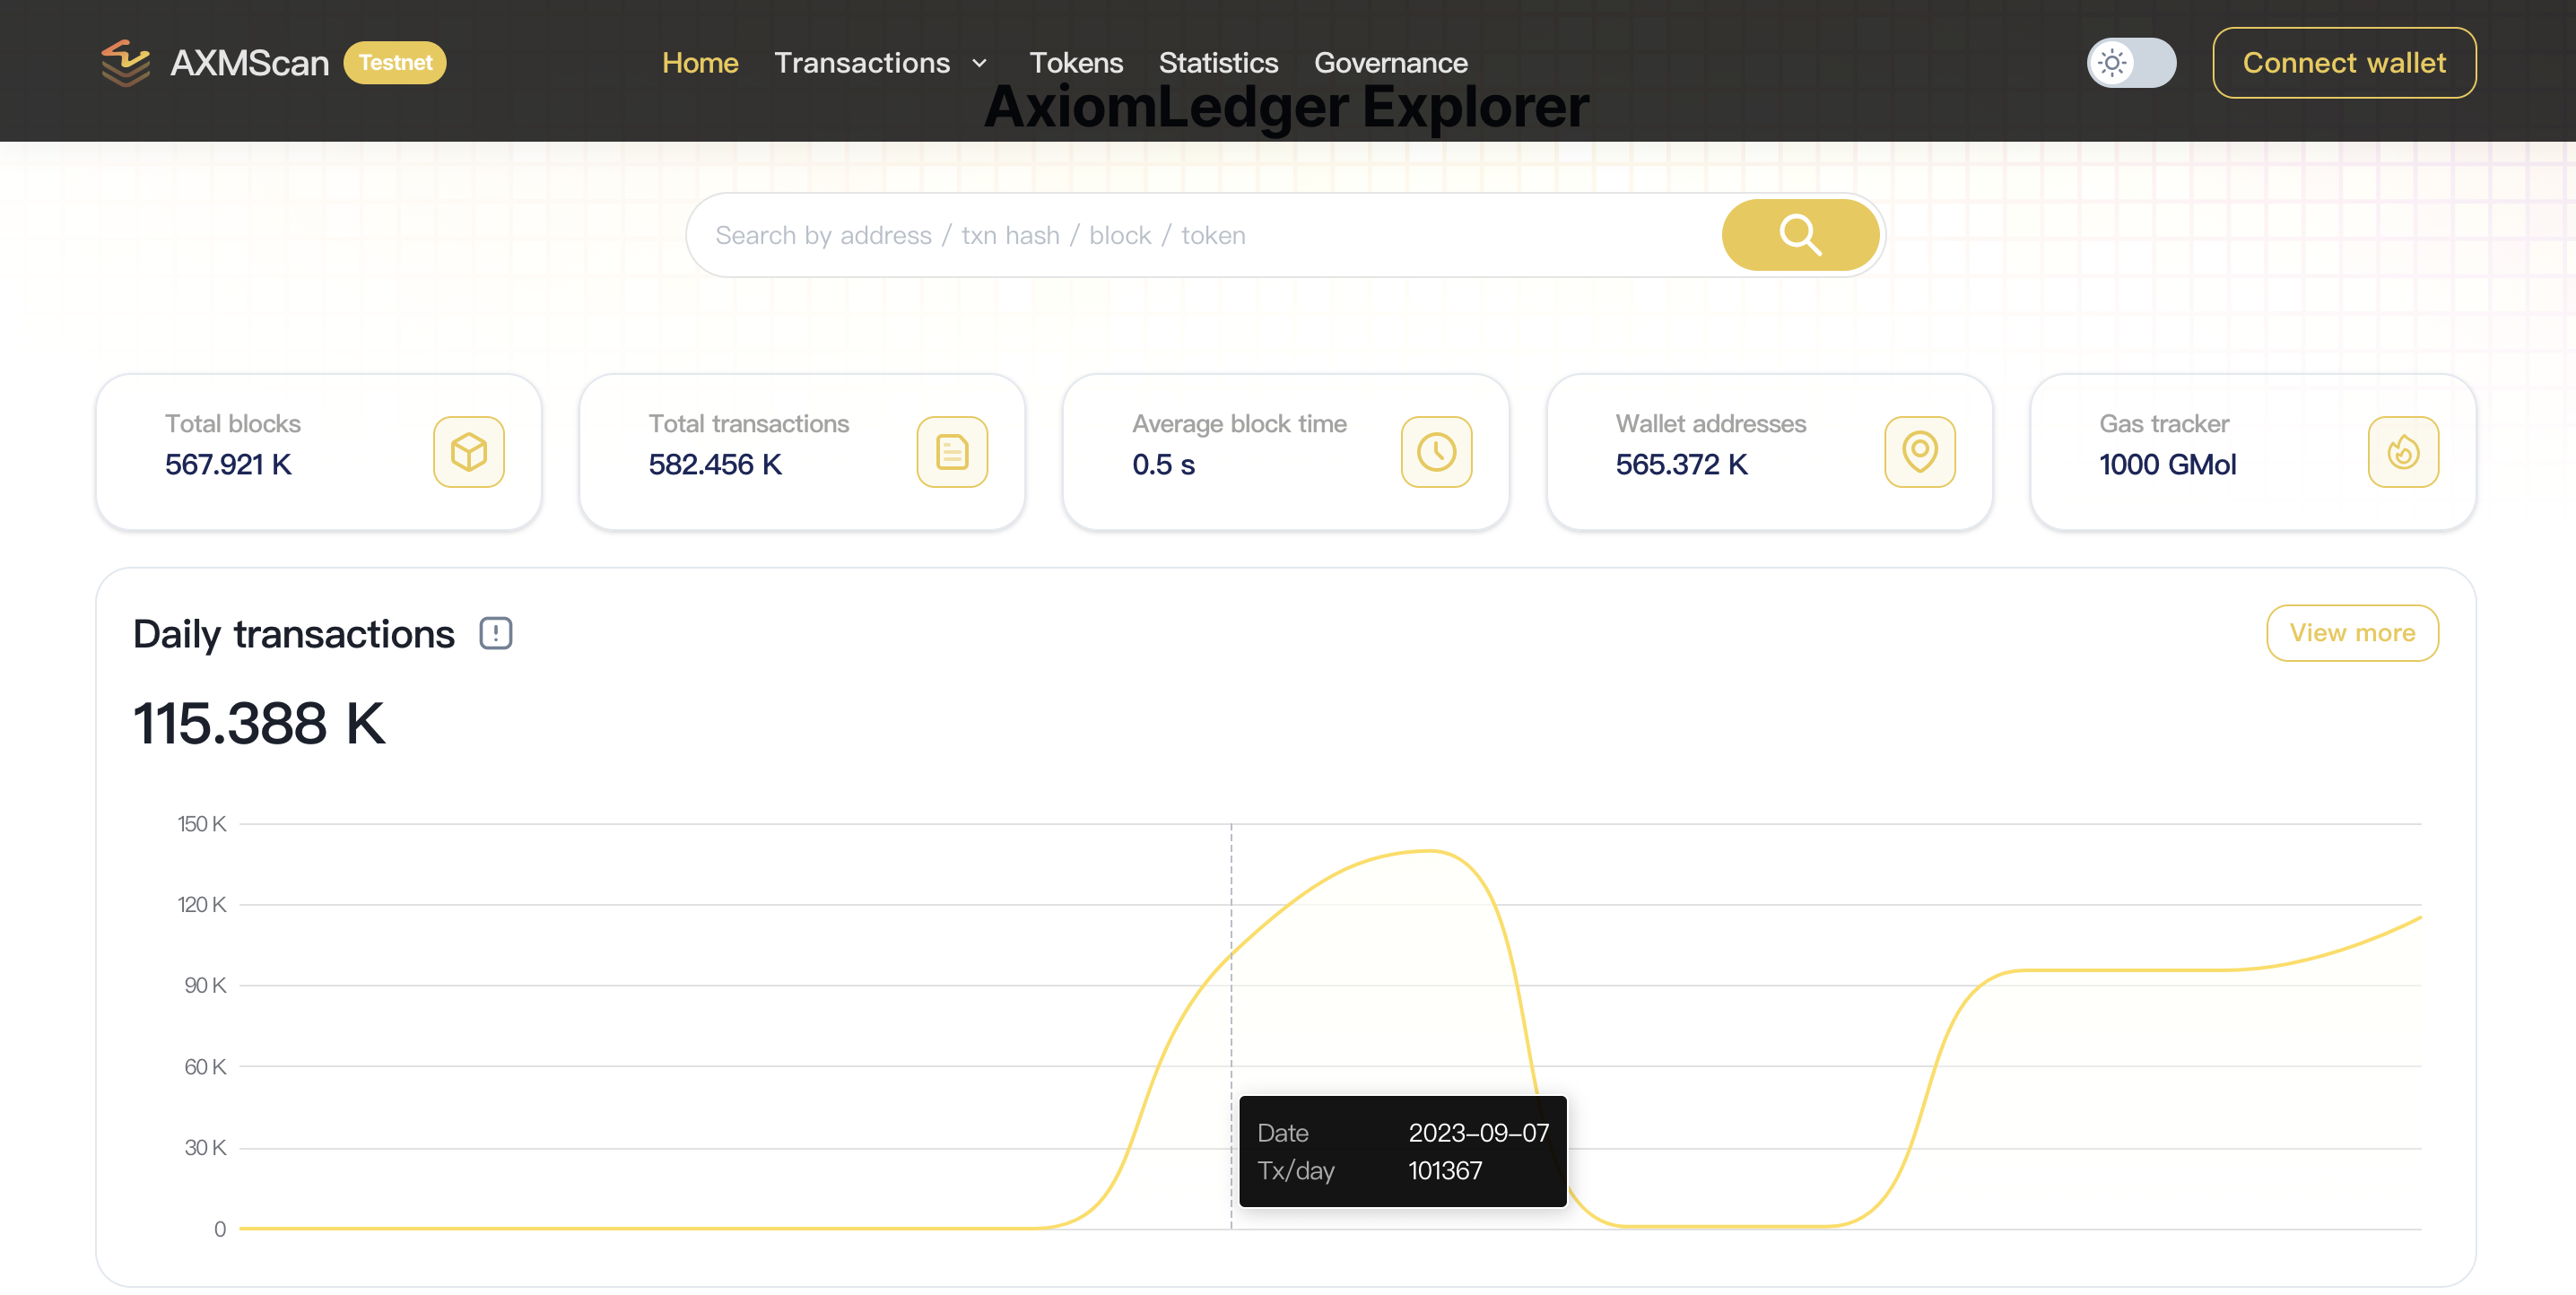 AXMScan Testnet Home Transactions Tokens Statistics Governance Connect wallet
AxiomLedger Explorer
Search by address / txn hash / block / token
Total blocks
567.921 K
Total transactions
582.456 K
Average block time
0.5 s
Wallet addresses
565.372 K
Gas tracker
1000 GMol
Daily transactions
View more
115.388 K
150 K
120 K
90 K
60 K
30 K
0
Date 2023-09-07
Tx/day 101367